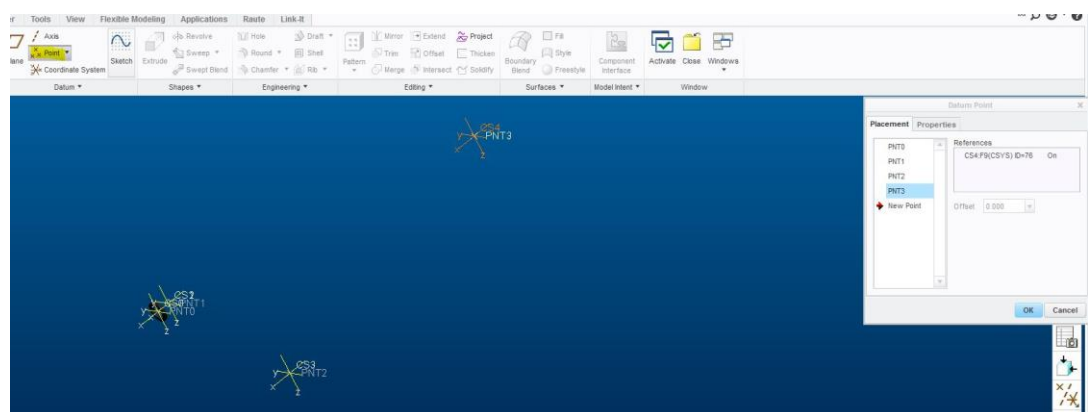 er Tools View Flexible Modeling Applications Route Link-It
lane
Axis
Point
Coordinate System
Sketch
Extrude
Revolve
Sweep
Swept Blend
Hole
Round
Chamfer
Draft
Shell
Rib
Pattern
Mirror
Trim
Merge
Extend
Offset
Intersect
Project
Thicken
Solidify
Boundary Blend
Fill
Style
Freestyle
Component Interface
Activate Close Windows
Datum Shapes Engineering Editing Surfaces Model Intent Window
Datum Point X
Placement Properties
PNT0
PNT1
PNT2
PNT3
New Point
References
CS4:F9(CSYS) ID=76 On
Offset 0.000
OK Cancel
CS4
y PNT3
x z
PNT1
y PNT0
x z
z
CS3
y PNT2
x z